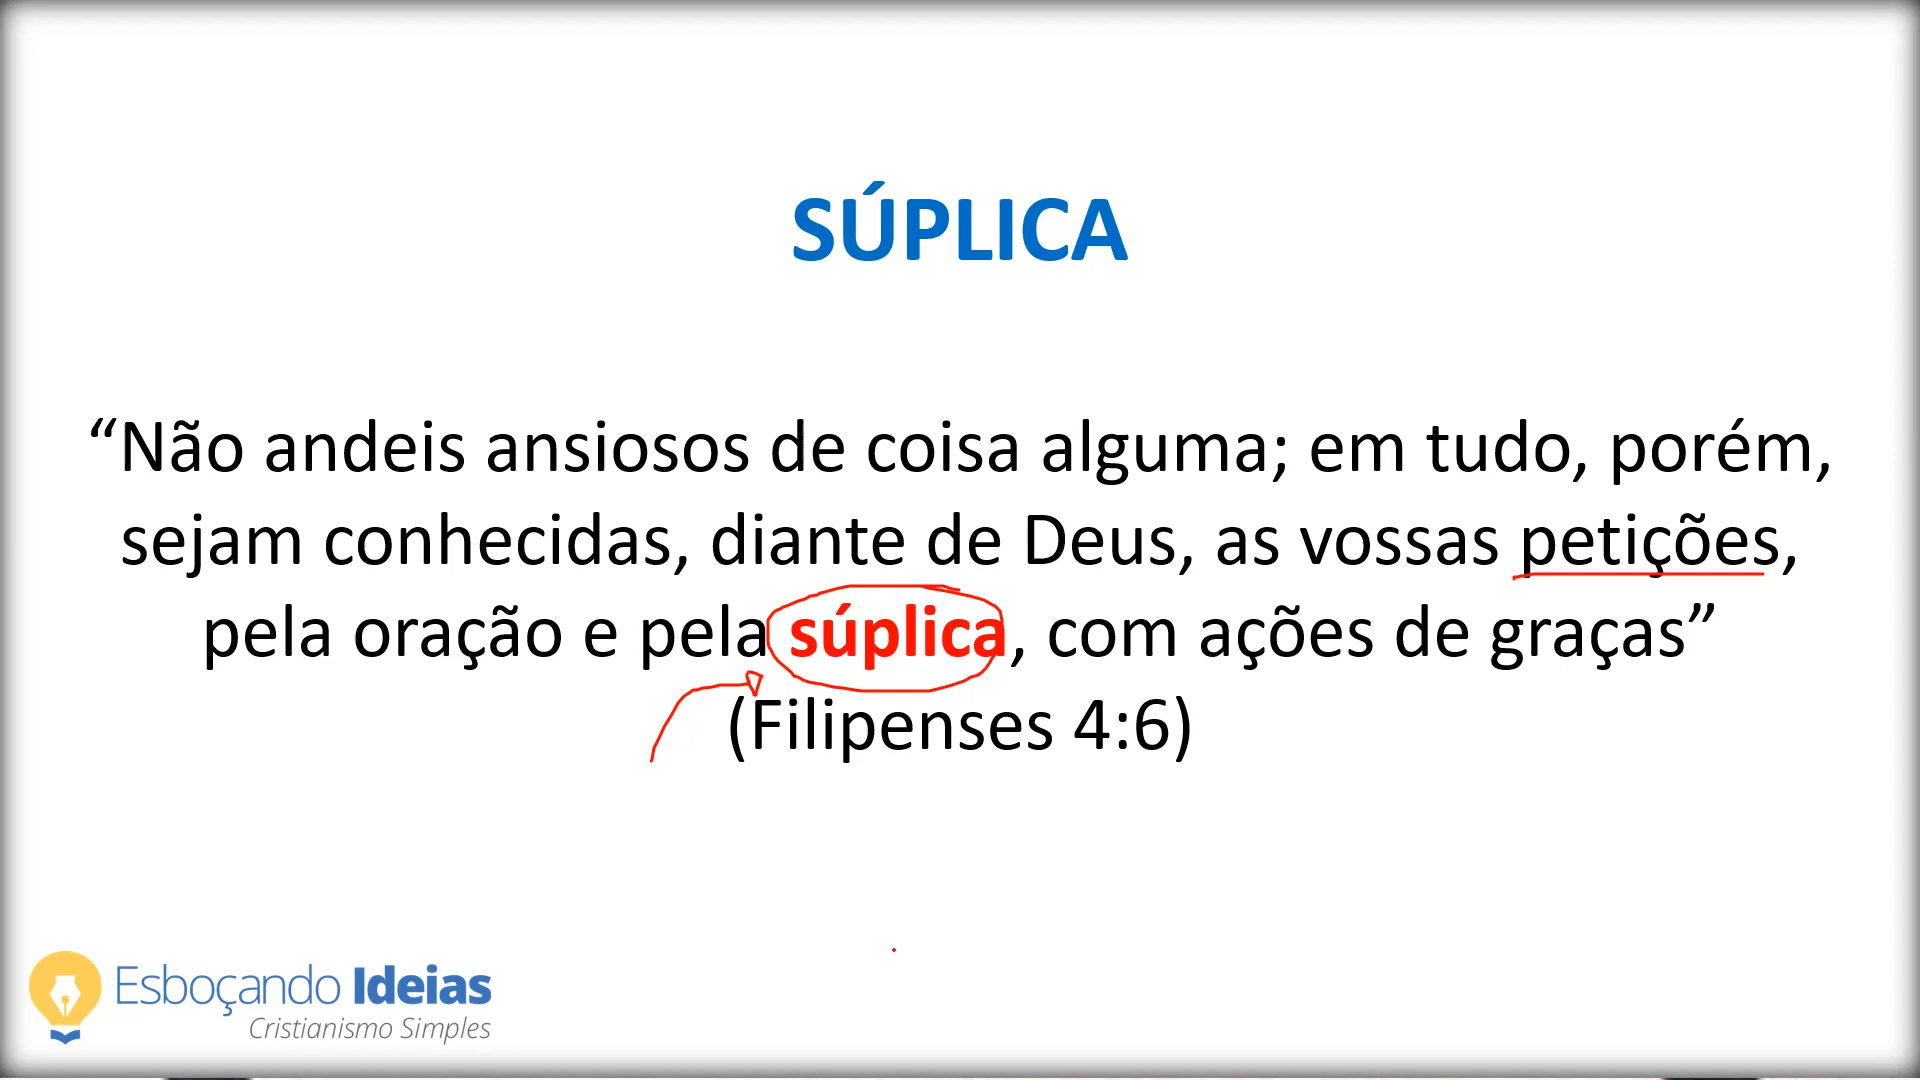 SÚPLICA
“Não andeis ansiosos de coisa alguma; em tudo, porém,
sejam conhecidas, diante de Deus, as vossas petições,
pela oração e pela súplica, com ações de graças”
(Filipenses 4:6)
Esboçando Ideias
Cristianismo Simples